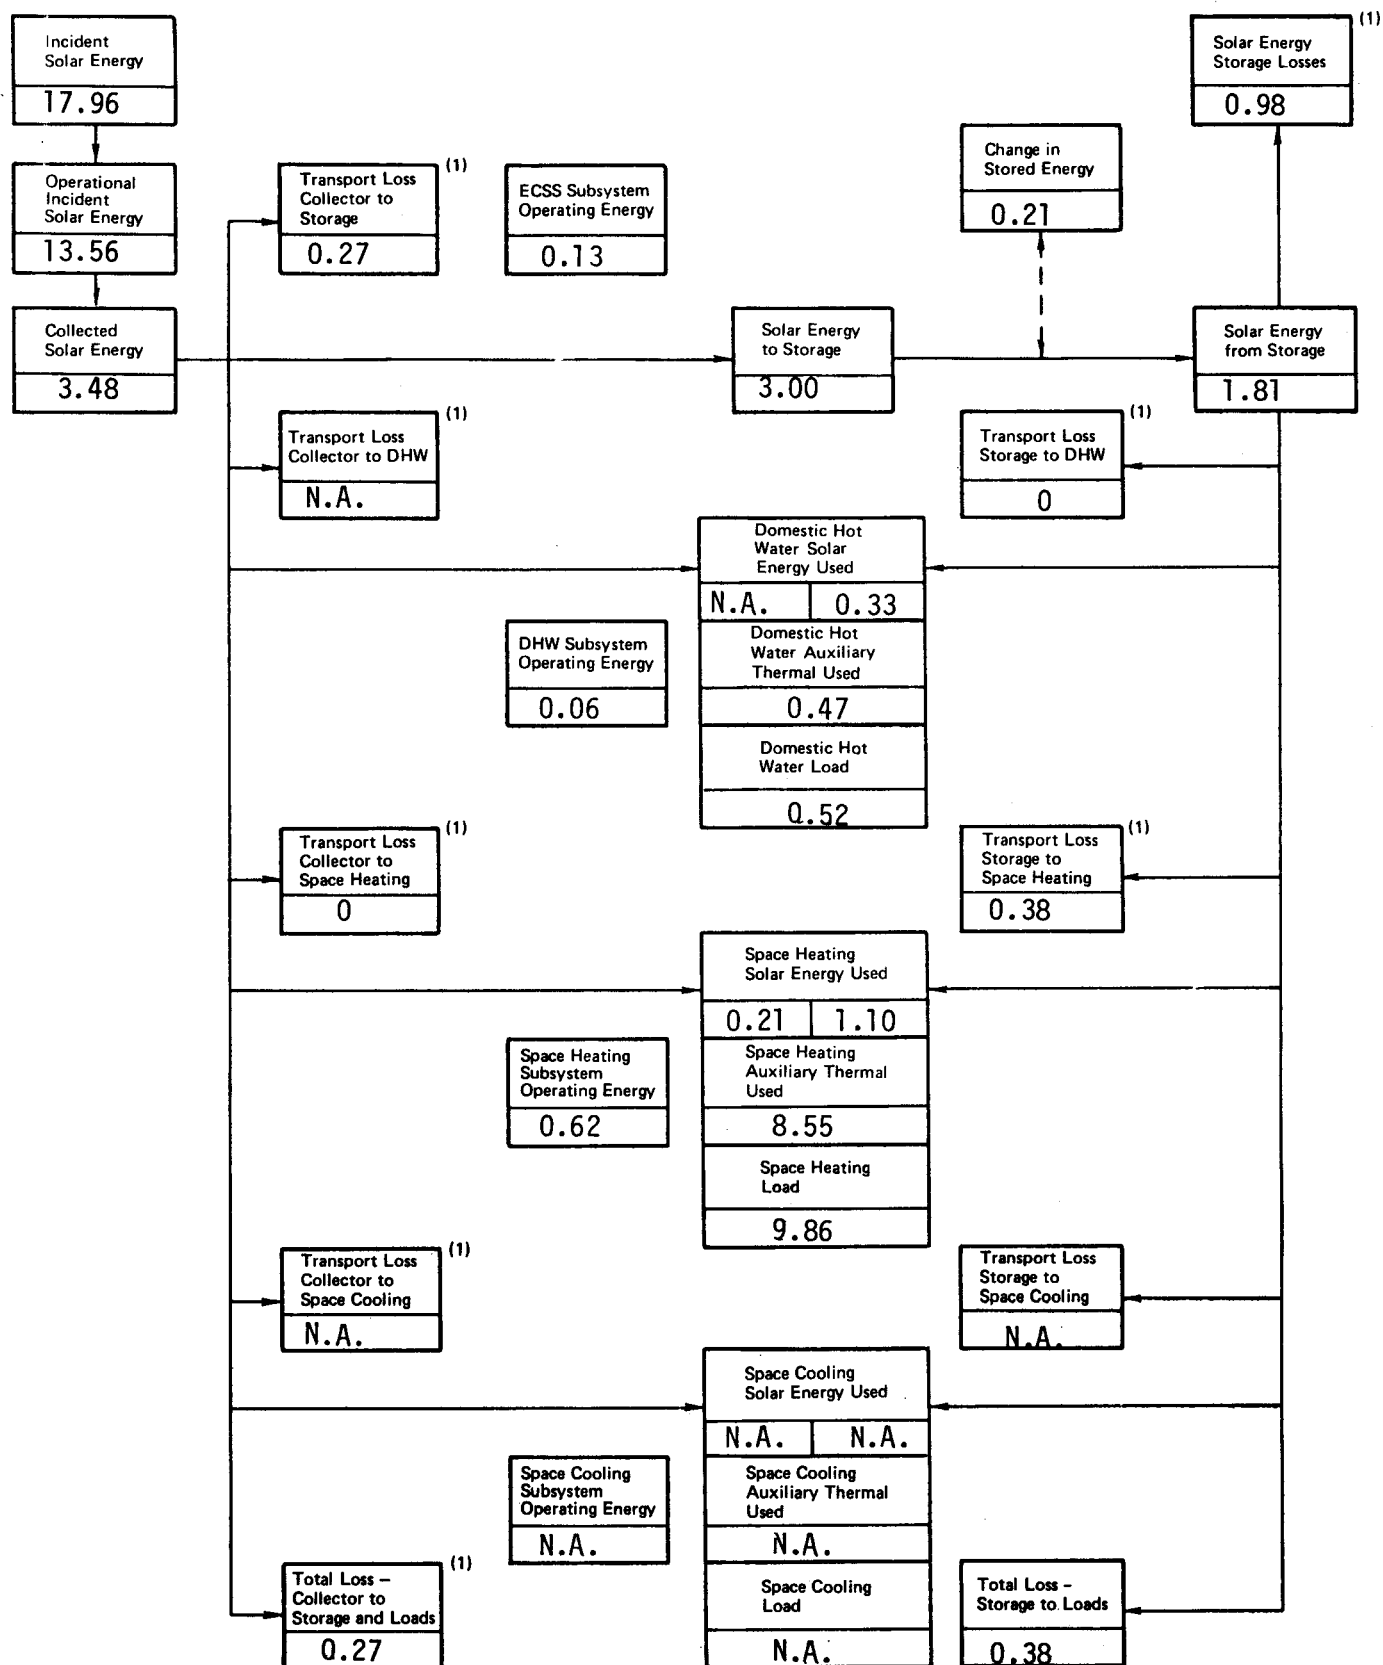 Incident
Solar Energy
17.96
(1)
Solar Energy
Storage Losses
0.98
Change in
Stored Energy
0.21
Operational
Incident
Solar Energy
13.56
(1)
Transport Loss
Collector to
Storage
0.27
ECSS Subsystem
Operating Energy
0.13
Collected
Solar Energy
3.48
Solar Energy
to Storage
3.00
Solar Energy
from Storage
1.81
(1)
Transport Loss
Collector to DHW
N.A.
(1)
Transport Loss
Storage to DHW
0
Domestic Hot
Water Solar
Energy Used
N.A. 0.33
Domestic Hot
Water Auxiliary
Thermal Used
0.47
Domestic Hot
Water Load
0.52
DHW Subsystem
Operating Energy
0.06
(1)
Transport Loss
Collector to
Space Heating
0
(1)
Transport Loss
Storage to
Space Heating
0.38
Space Heating
Solar Energy Used
0.21 1.10
Space Heating
Auxiliary Thermal
Used
8.55
Space Heating
Load
9.86
Space Heating
Subsystem
Operating Energy
0.62
(1)
Transport Loss
Collector to
Space Cooling
N.A.
Transport Loss
Storage to
Space Cooling
N.A.
Space Cooling
Solar Energy Used
N.A. N.A.
Space Cooling
Auxiliary Thermal
Used
N.A.
Space Cooling
Load
N.A.
Space Cooling
Subsystem
Operating Energy
N.A.
(1)
Total Loss –
Collector to
Storage and Loads
0.27
Total Loss –
Storage to Loads
0.38